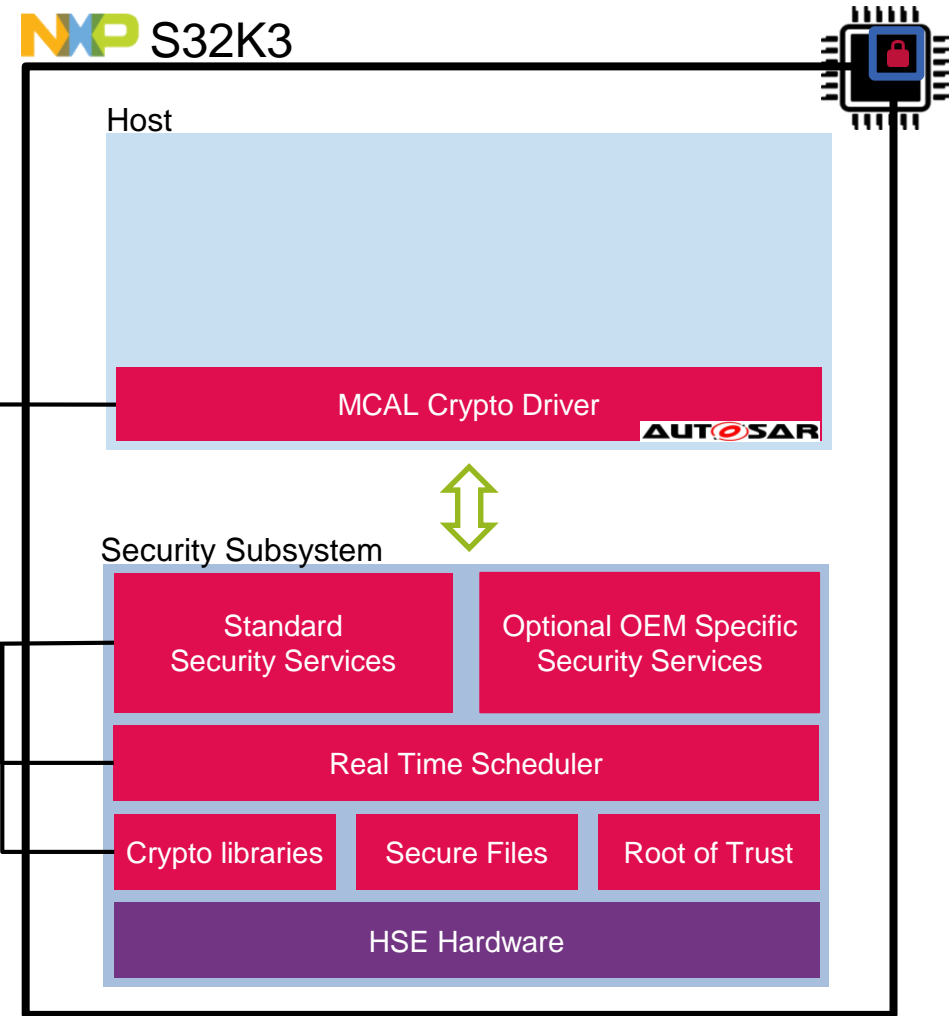 NXP S32K3
Host
MCAL Crypto Driver
AUTOSAR
Security Subsystem
Standard
Security Services
Optional OEM Specific
Security Services
Real Time Scheduler
Crypto libraries
Secure Files
Root of Trust
HSE Hardware